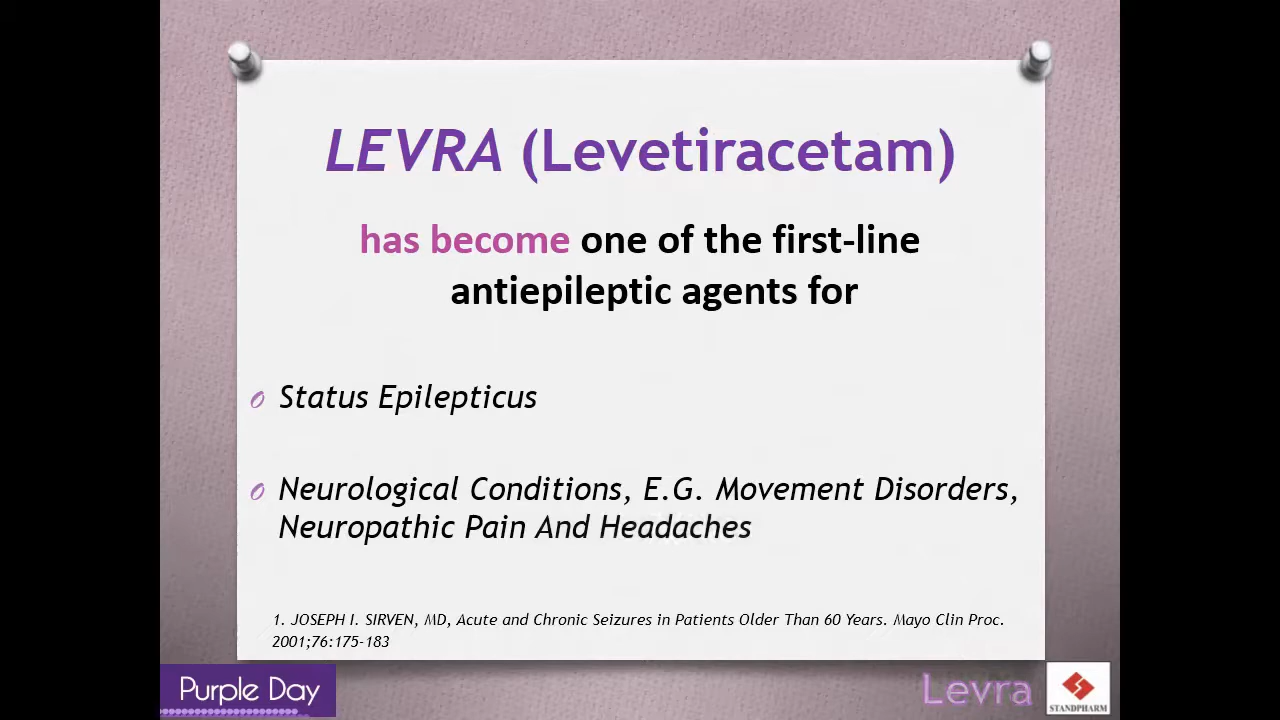 LEVRA (Levetiracetam)
has become one of the first-line
antiepileptic agents for
Status Epilepticus
Neurological Conditions, E.G. Movement Disorders,
Neuropathic Pain And Headaches
1. JOSEPH I. SIRVEN, MD, Acute and Chronic Seizures in Patients Older Than 60 Years. Mayo Clin Proc.
2001;76:175-183
Purple Day
Levra
STANDPHARM